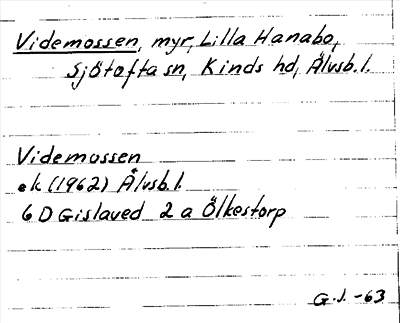 Videmossen, myr, Lilla Hanabo,
Sjötofta sn, Kinds hd, Älvsb.l.
Videmossen
ek (1962) Älvsb.l.
6 D Gislaved 2 a Ölkestorp
G.J. -63